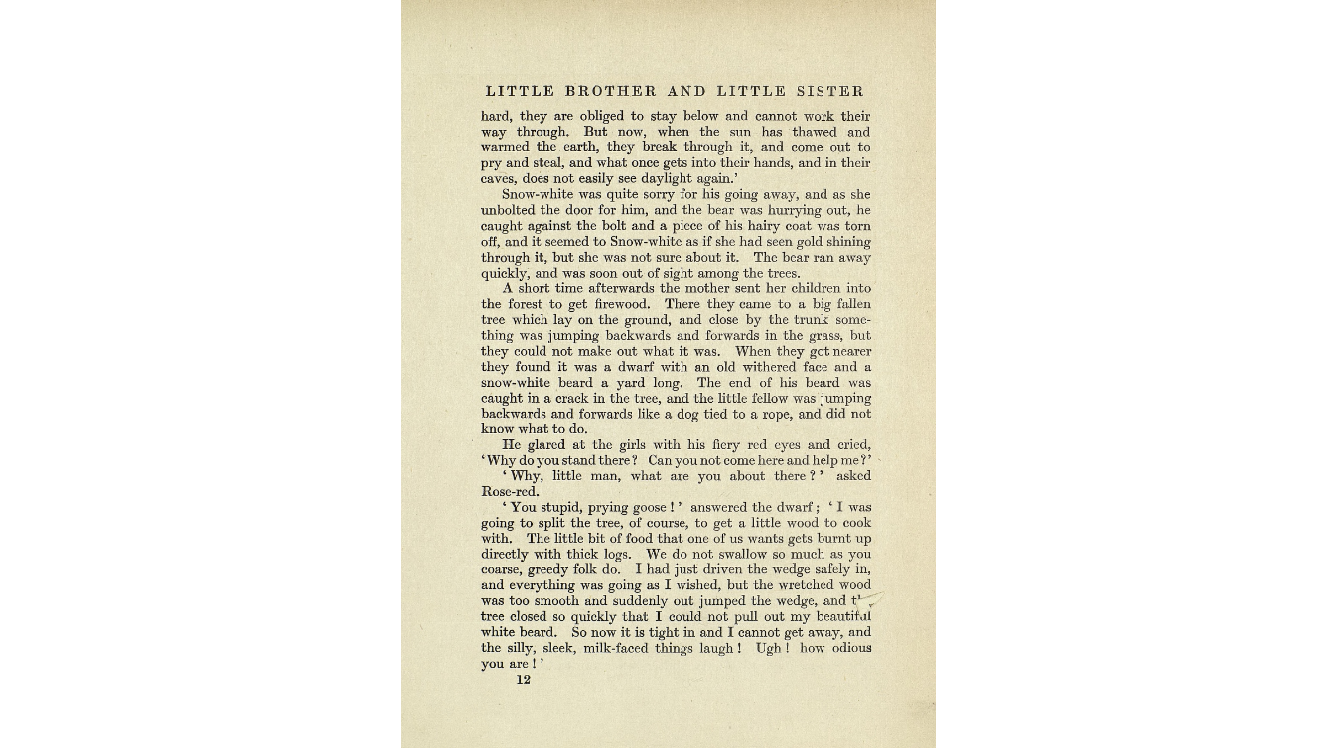 LITTLE BROTHER AND LITTLE SISTER
hard, they are obliged to stay below and cannot work their
way through. But now, when the sun has thawed and
warmed the earth, they break through it, and come out to
pry and steal, and what once gets into their hands, and in their
caves, does not easily see daylight again.'
Snow-white was quite sorry for his going away, and as she
unbolted the door for him, and the bear was hurrying out, he
caught against the bolt and a piece of his hairy coat was torn
off, and it seemed to Snow-white as if she had seen gold shining
through it, but she was not sure about it. The bear ran away
quickly, and was soon out of sight among the trees.
A short time afterwards the mother sent her children into
the forest to get firewood. There they came to a big fallen
tree which lay on the ground, and close by the trunk some-
thing was jumping backwards and forwards in the grass, but
they could not make out what it was. When they got nearer
they found it was a dwarf with an old withered face and a
snow-white beard a yard long. The end of his beard was
caught in a crack in the tree, and the little fellow was jumping
backwards and forwards like a dog tied to a rope, and did not
know what to do.
He glared at the girls with his fiery red eyes and cried,
'Why do you stand there? Can you not come here and help me?'
'Why, little man, what are you about there?' asked
Rose-red.
'You stupid, prying goose!' answered the dwarf; 'I was
going to split the tree, of course, to get a little wood to cook
with. The little bit of food that one of us wants gets burnt up
directly with thick logs. We do not swallow so much as you
coarse, greedy folk do. I had just driven the wedge safely in,
and everything was going as I wished, but the wretched wood
was too smooth and suddenly out jumped the wedge, and the
tree closed so quickly that I could not pull out my beautiful
white beard. So now it is tight in and I cannot get away, and
the silly, sleek, milk-faced things laugh! Ugh! how odious
you are!'
12